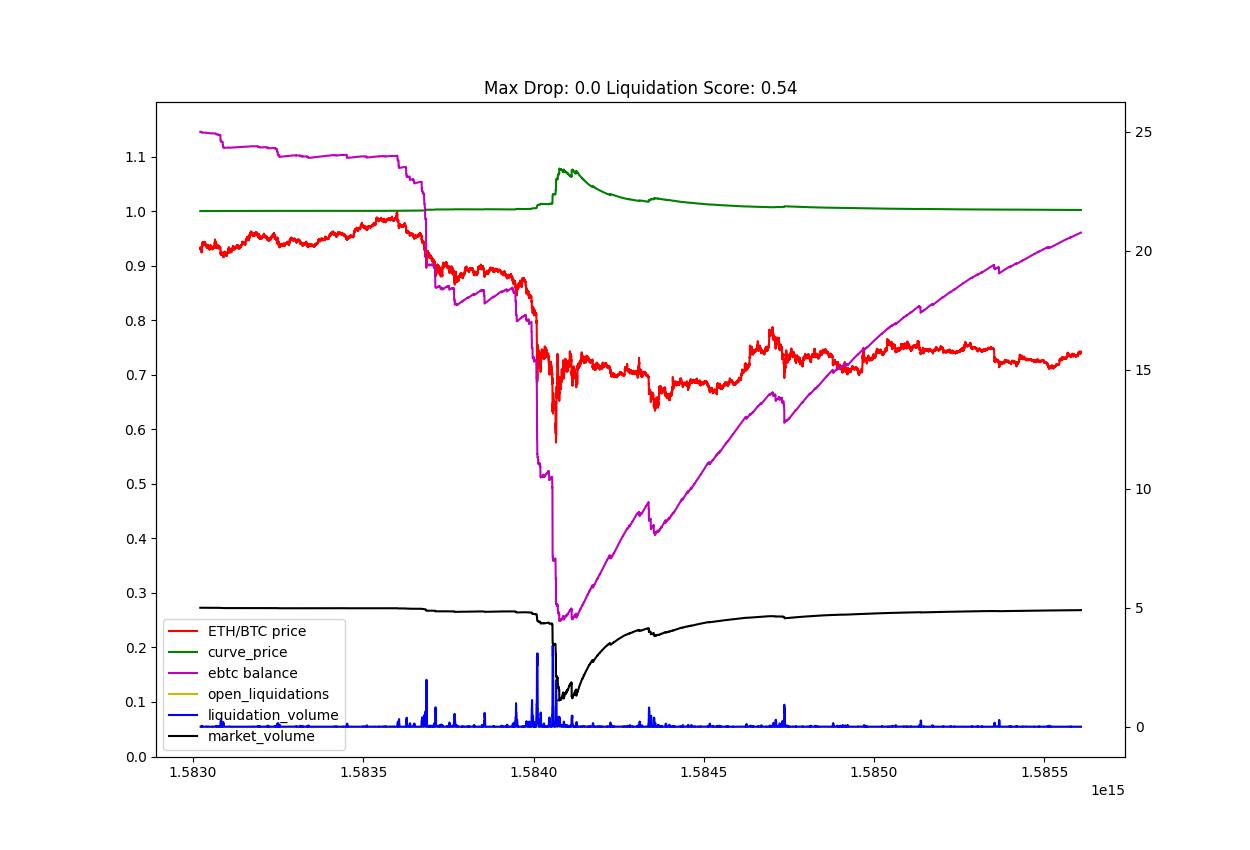 Max Drop: 0.0 Liquidation Score: 0.54
1.1
1.0
0.9
0.8
0.7
0.6
0.5
0.4
0.3
0.2
0.1
0.0
25
20
15
10
5
0
ETH/BTC price
curve_price
ebtc balance
open_liquidations
liquidation_volume
market_volume
1.5830 1.5835 1.5840 1.5845 1.5850 1.5855
1e15